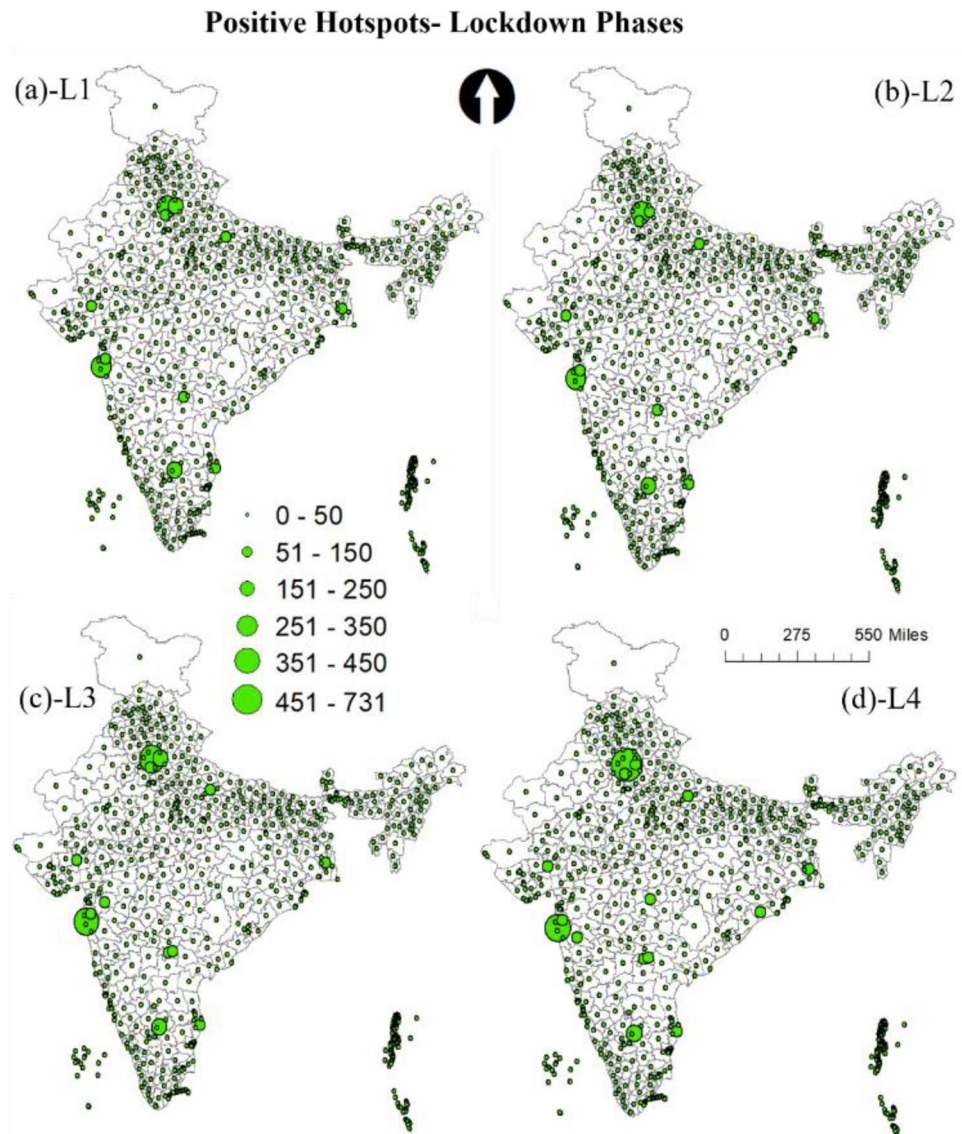 Positive Hotspots- Lockdown Phases
(a)-L1
(b)-L2
0 - 50
51 - 150
151 - 250
251 - 350
351 - 450
451 - 731
0 275 550 Miles
(c)-L3
(d)-L4